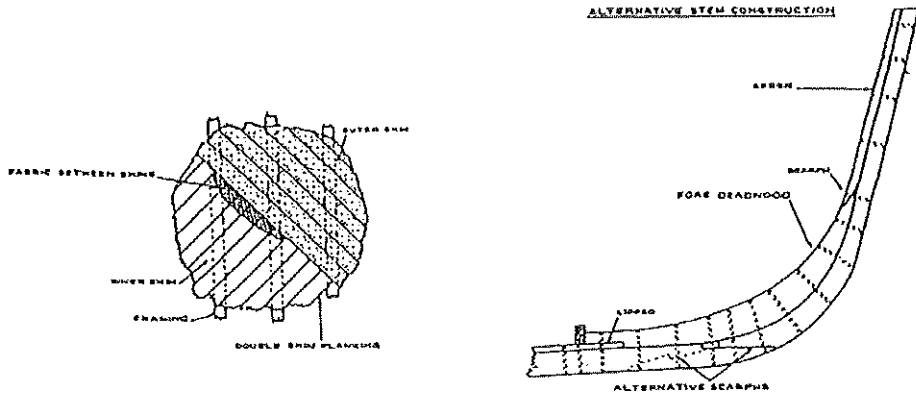 ALTERNATIVE STEM CONSTRUCTION
APRON
SCARPH
FORE DEADWOOD
LIPPED
ALTERNATIVE SCARPHS
OUTER SKIN
FABRIC BETWEEN SKINS
INNER SKIN
DOUBLE SKIN PLANKING